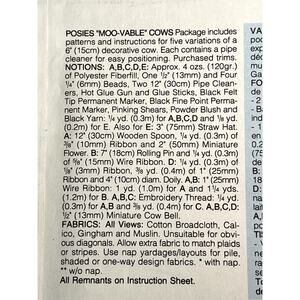 POSIES "MOO-VABLE" COWS Package includes
patterns and instructions for five variations of a
6" (15cm) decorative cow. Each contains a pipe
cleaner for easy positioning. Purchased trims.
NOTIONS: A,B,C,D,E: Approx. 4 ozs. (120gr.)
of Polyester Fiberfill, One ½" (13mm) and Four
¼" (6mm) Beads, Two 12" (30cm) Pipe Clean-
ers, Hot Glue Gun and Glue Sticks, Black Felt
Tip Permanent Marker, Black Fine Point Perma-
nent Marker, Pinking Shears, Powder Blush and
Black Yarn: ¼ yd. (0.3m) for A,B,C,D and ⅛ yd.
(0.2m) for E. Also for E: 3" (75mm) Straw Hat.
A: 12" (30cm) Wooden Spoon, ¼ yd. (0.3m) of
⅜" (10mm) Ribbon and 2" (50mm) Miniature
Flower. B: 7" (18cm) Rolling Pin and ¼ yd. (0.3m)
of ⅝" (15mm) Wire Ribbon. D: ¼ yd. (0.3m) of
⅛" (3mm) Ribbon, ⅜ yd. (0.4m) of 1" (25mm)
Ribbon and 4" (10cm) diam. Doily. A,B: 1" (25mm)
Wire Ribbon: 1 yd. (1.0m) for A and 1¼ yds.
(1.2m) for B. A,B,C: Embroidery Thread: ¼ yd.
(0.3m) for A,B and ⅜ yd. (0.4m) for C. A,B,C,D:
½" (13mm) Miniature Cow Bell.
FABRICS: All Views: Cotton Broadcloth, Cal-
ico, Gingham and Muslin. Unsuitable for ob-
vious diagonals. Allow extra fabric to match plaids
or stripes. Use nap yardages/layouts for pile,
shaded or one-way design fabrics. * with nap.
** w/o nap.
All Remnants on Instruction Sheet.